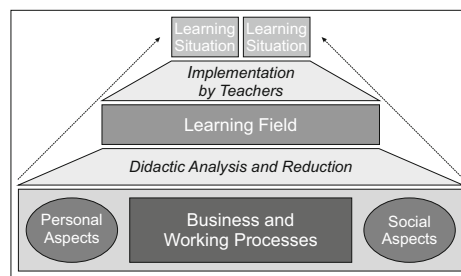 Learning Learning
Situation Situation
Implementation
by Teachers
Learning Field
Didactic Analysis and Reduction
Personal
Aspects
Business and
Working Processes
Social
Aspects